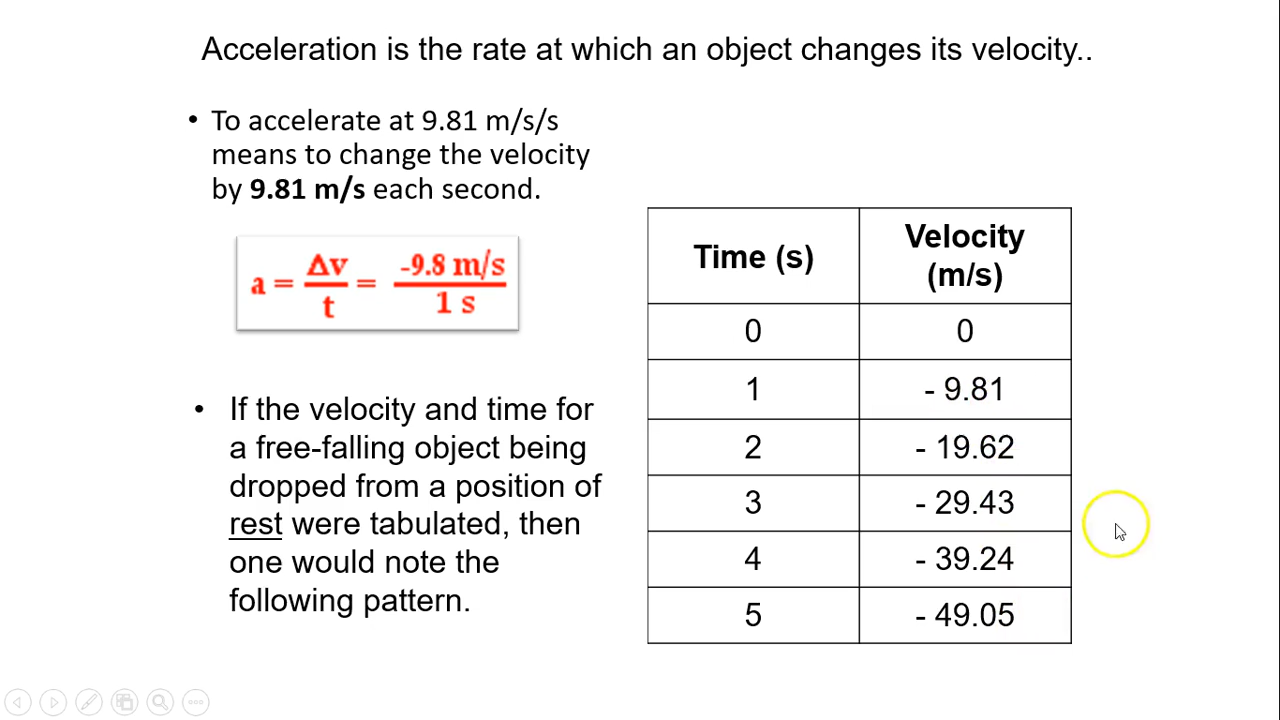 Acceleration is the rate at which an object changes its velocity..
• To accelerate at 9.81 m/s/s
means to change the velocity
by 9.81 m/s each second.
a = Δv/t = -9.8 m/s / 1 s
• If the velocity and time for
a free-falling object being
dropped from a position of
rest were tabulated, then
one would note the
following pattern.
Time (s) Velocity (m/s)
0 0
1 - 9.81
2 - 19.62
3 - 29.43
4 - 39.24
5 - 49.05